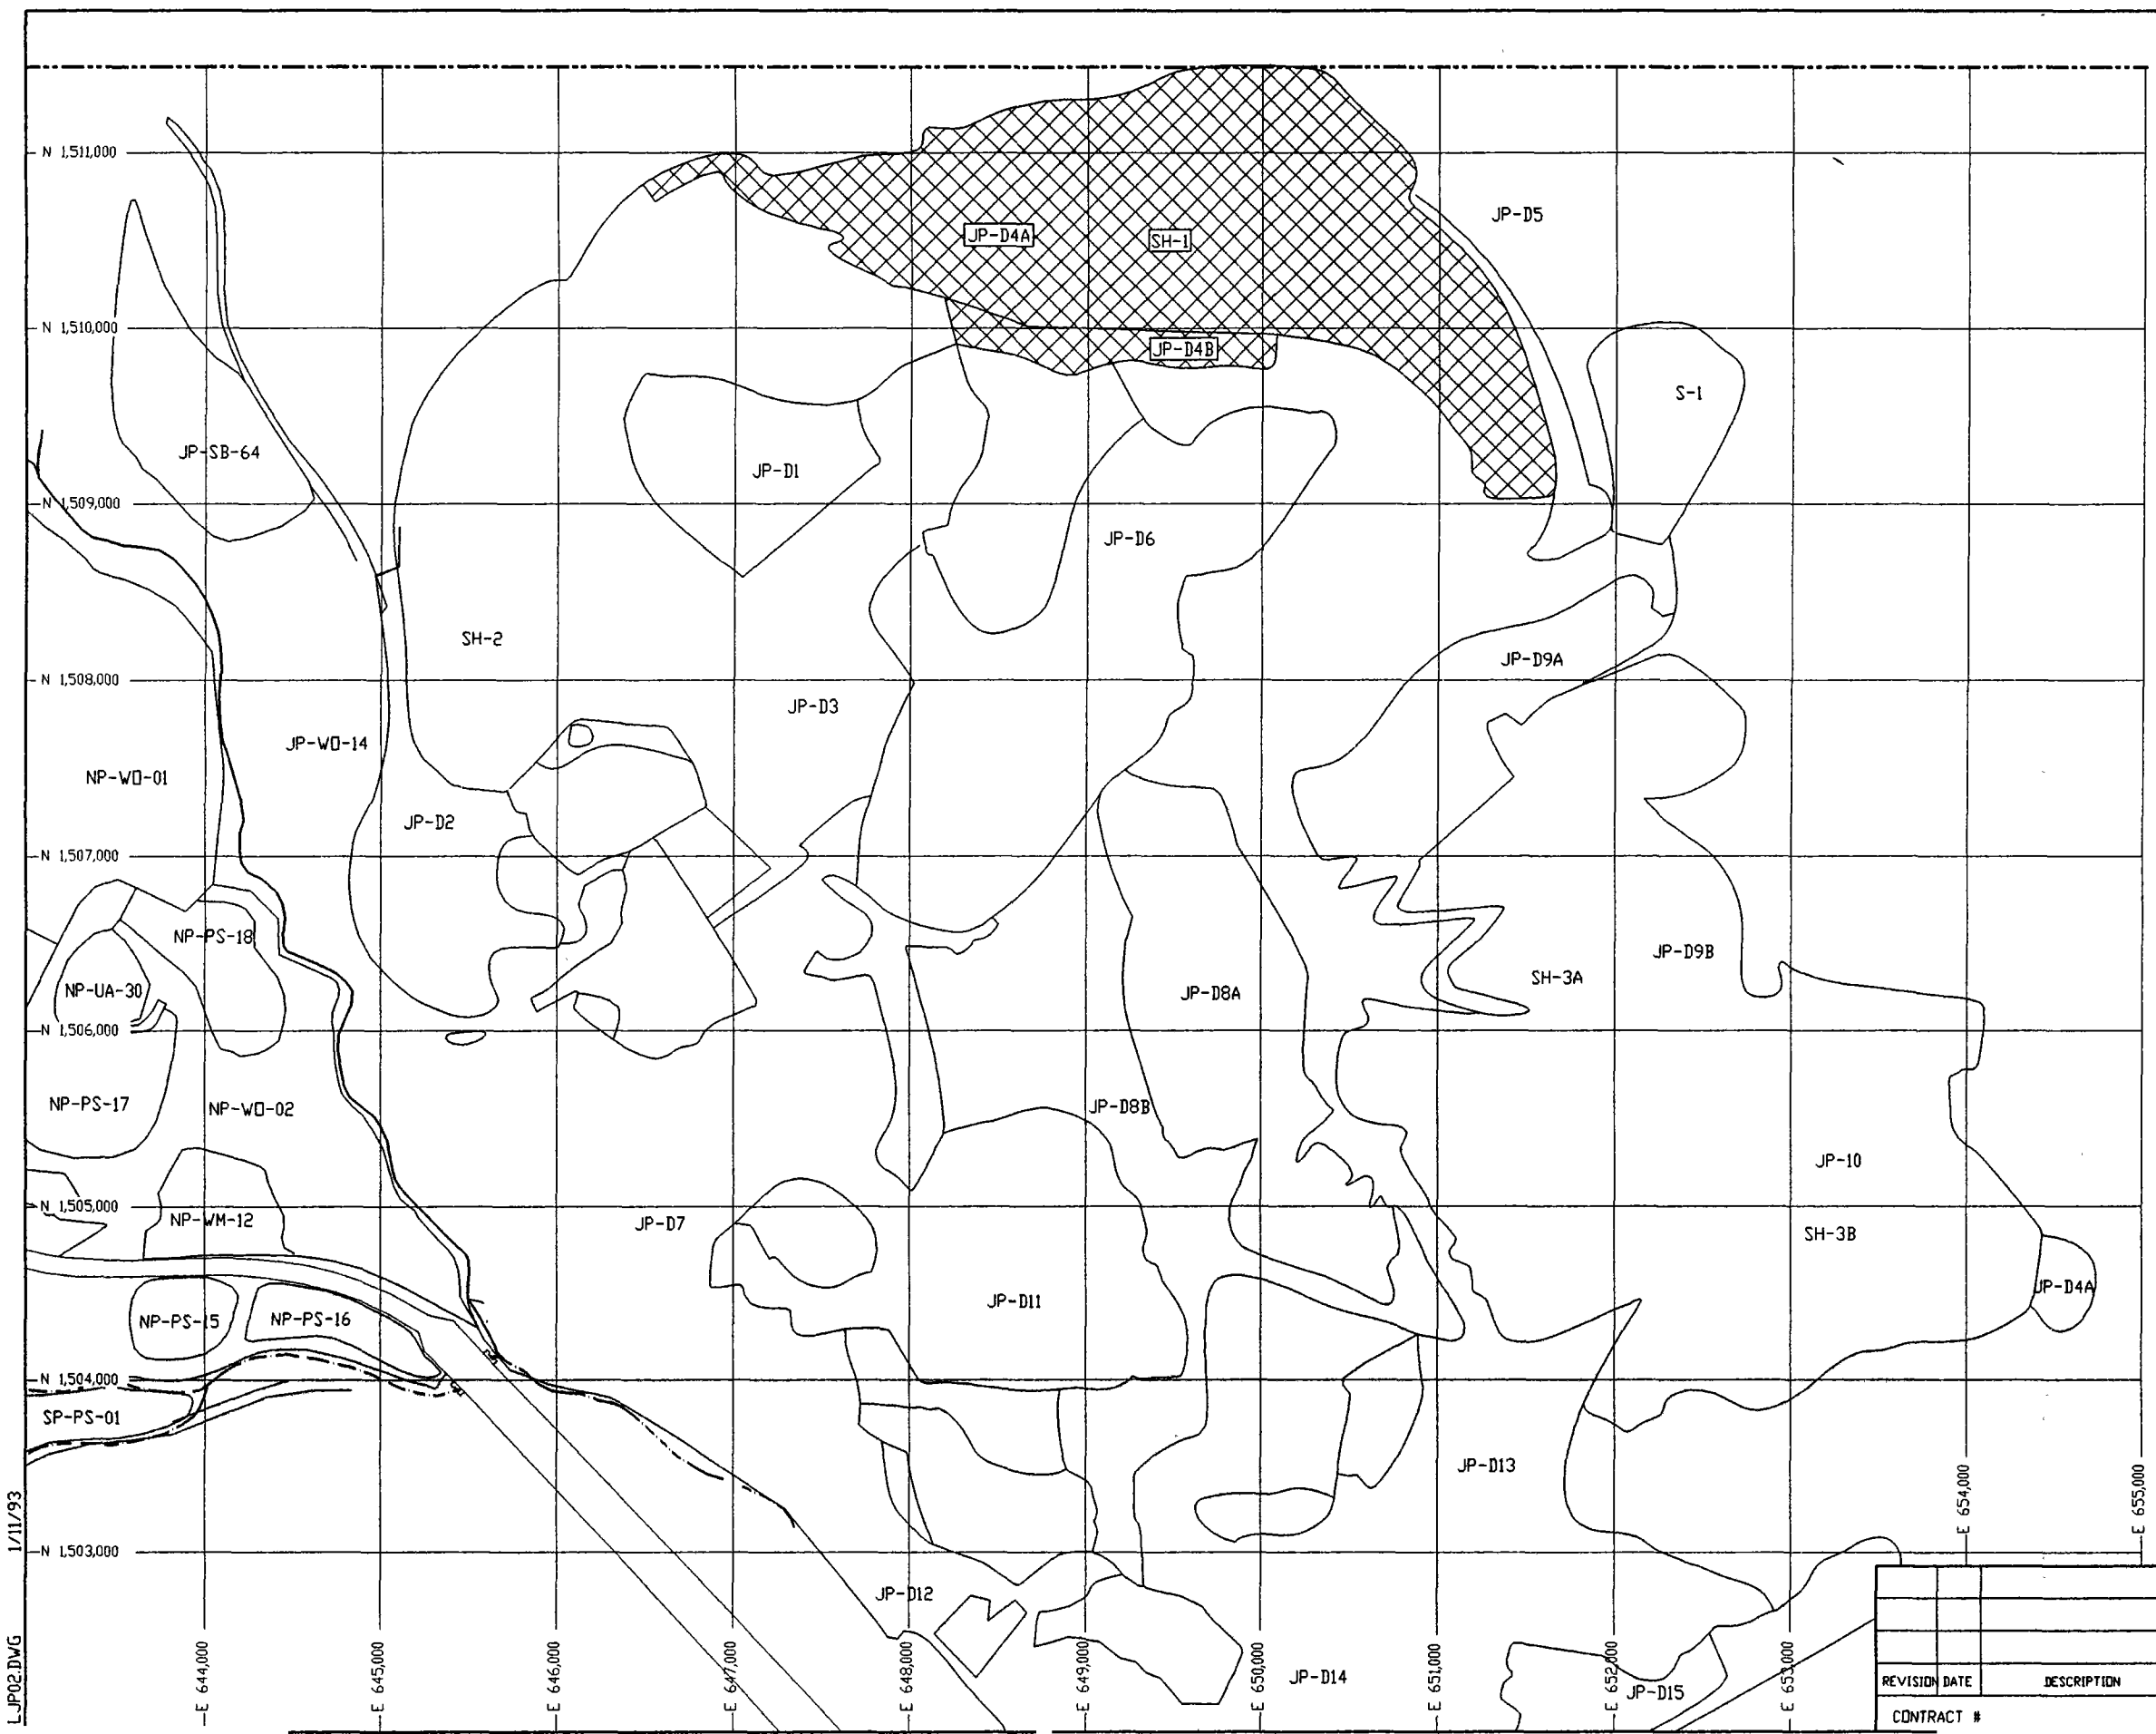 N 1,511,000
JP-D5
JP-D4A
SH-1
N 1,510,000
JP-D4B
S-1
JP-SB-64
JP-D1
N 1,509,000
JP-D6
SH-2
JP-D9A
N 1,508,000
JP-D3
JP-WO-14
NP-WO-01
JP-D2
N 1,507,000
NP-PS-18
JP-D9B
SH-3A
NP-UA-30
JP-D8A
N 1,506,000
NP-PS-17
NP-WO-02
JP-D8B
JP-10
N 1,505,000
NP-WM-12
JP-D7
SH-3B
JP-D4A
JP-D11
NP-PS-15
NP-PS-16
N 1,504,000
SP-PS-01
JP-D13
N 1,503,000
JP-D12
JP-D14
JP-D15
E 644,000
E 645,000
E 646,000
E 647,000
E 648,000
E 649,000
E 650,000
E 651,000
E 652,000
E 653,000
E 654,000
E 655,000
LJP02.DWG 1/11/93
REVISION DATE DESCRIPTION
CONTRACT #